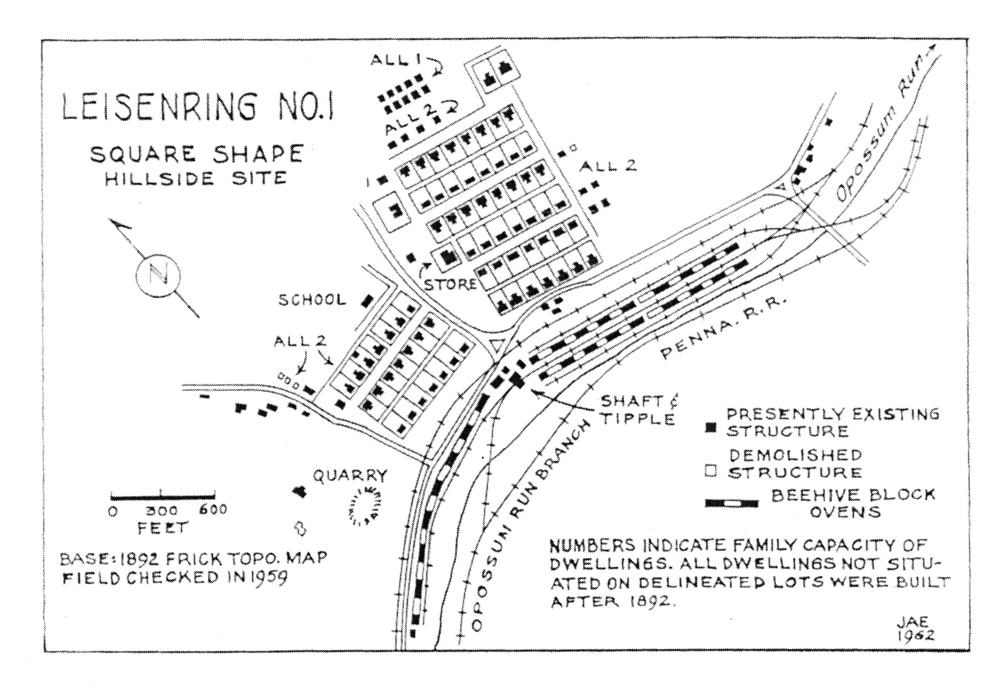 LEISENRING NO.1
SQUARE SHAPE
HILLSIDE SITE
ALL 1
ALL 2
1
ALL 2
Opossum Run
N
STORE
SCHOOL
ALL 2
PENNA. R.R.
SHAFT &
TIPPLE
OPOSSUM RUN BRANCH
QUARRY
0 300 600
FEET
BASE: 1892 FRICK TOPO. MAP
FIELD CHECKED IN 1959
PRESENTLY EXISTING
STRUCTURE
DEMOLISHED
STRUCTURE
BEEHIVE BLOCK
OVENS
NUMBERS INDICATE FAMILY CAPACITY OF
DWELLINGS. ALL DWELLINGS NOT SITU-
ATED ON DELINEATED LOTS WERE BUILT
AFTER 1892.
JAE
1962